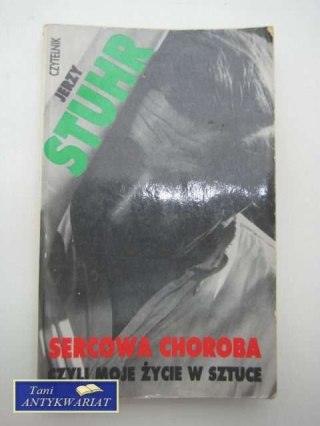 CZYTELNIK
JERZY
STUHR
SERCOWA CHOROBA
CZYLI MOJE ŻYCIE W SZTUCE
Tani
ANTYKWARIAT